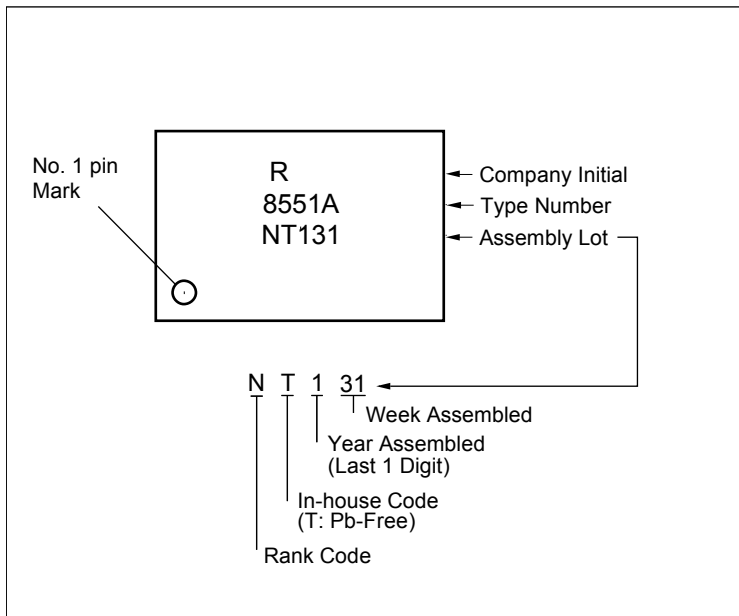 No. 1 pin
Mark
R
8551A
NT131
Company Initial
Type Number
Assembly Lot
N T 1 31
Week Assembled
Year Assembled
(Last 1 Digit)
In-house Code
(T: Pb-Free)
Rank Code